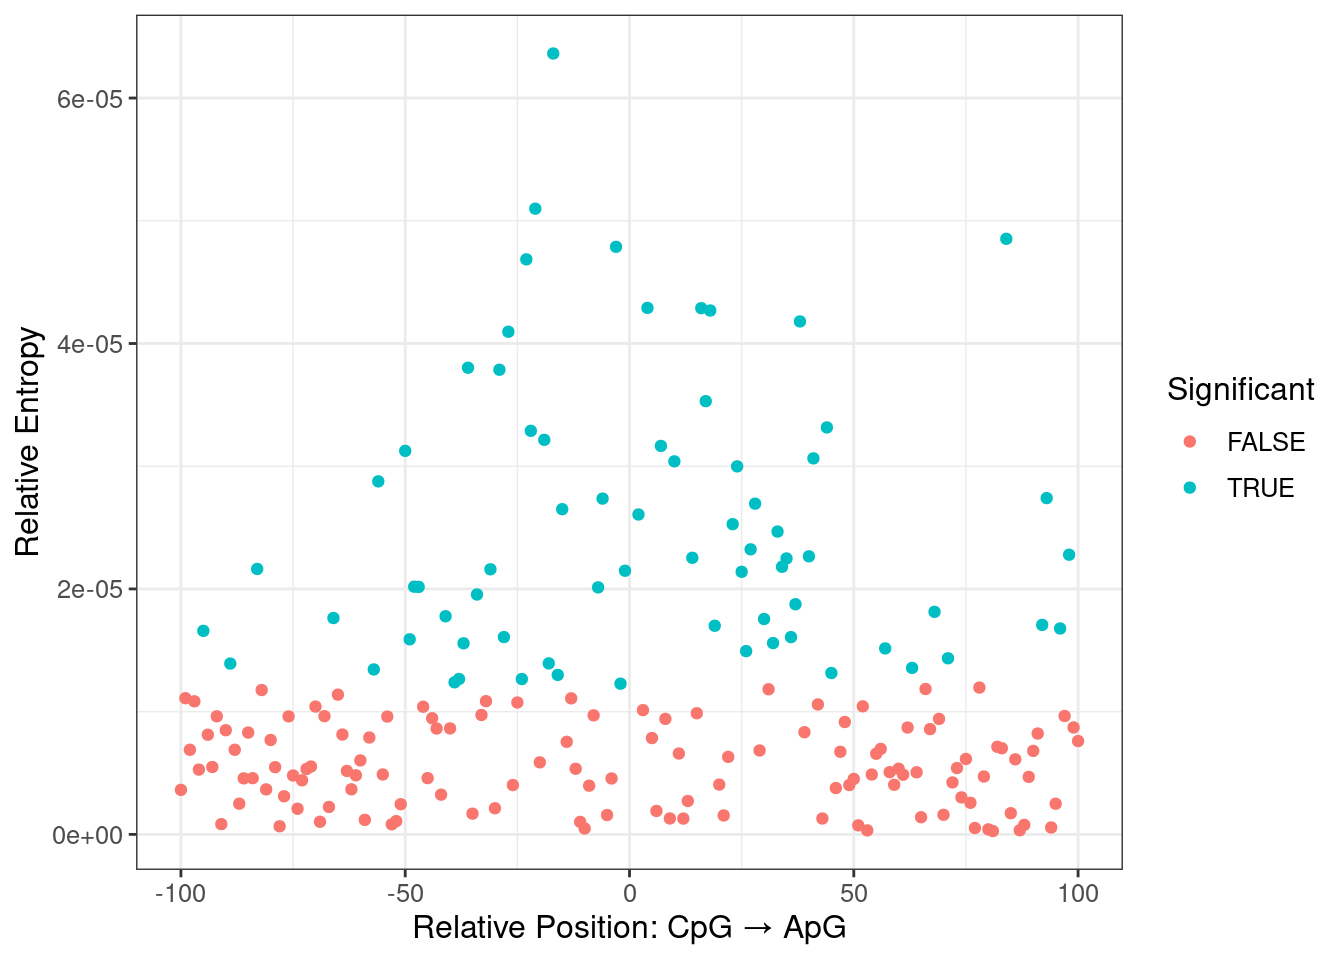 6e-05
4e-05
2e-05
0e+00
Relative Entropy
-100
-50
0
50
100
Relative Position: CpG → ApG
Significant
FALSE
TRUE